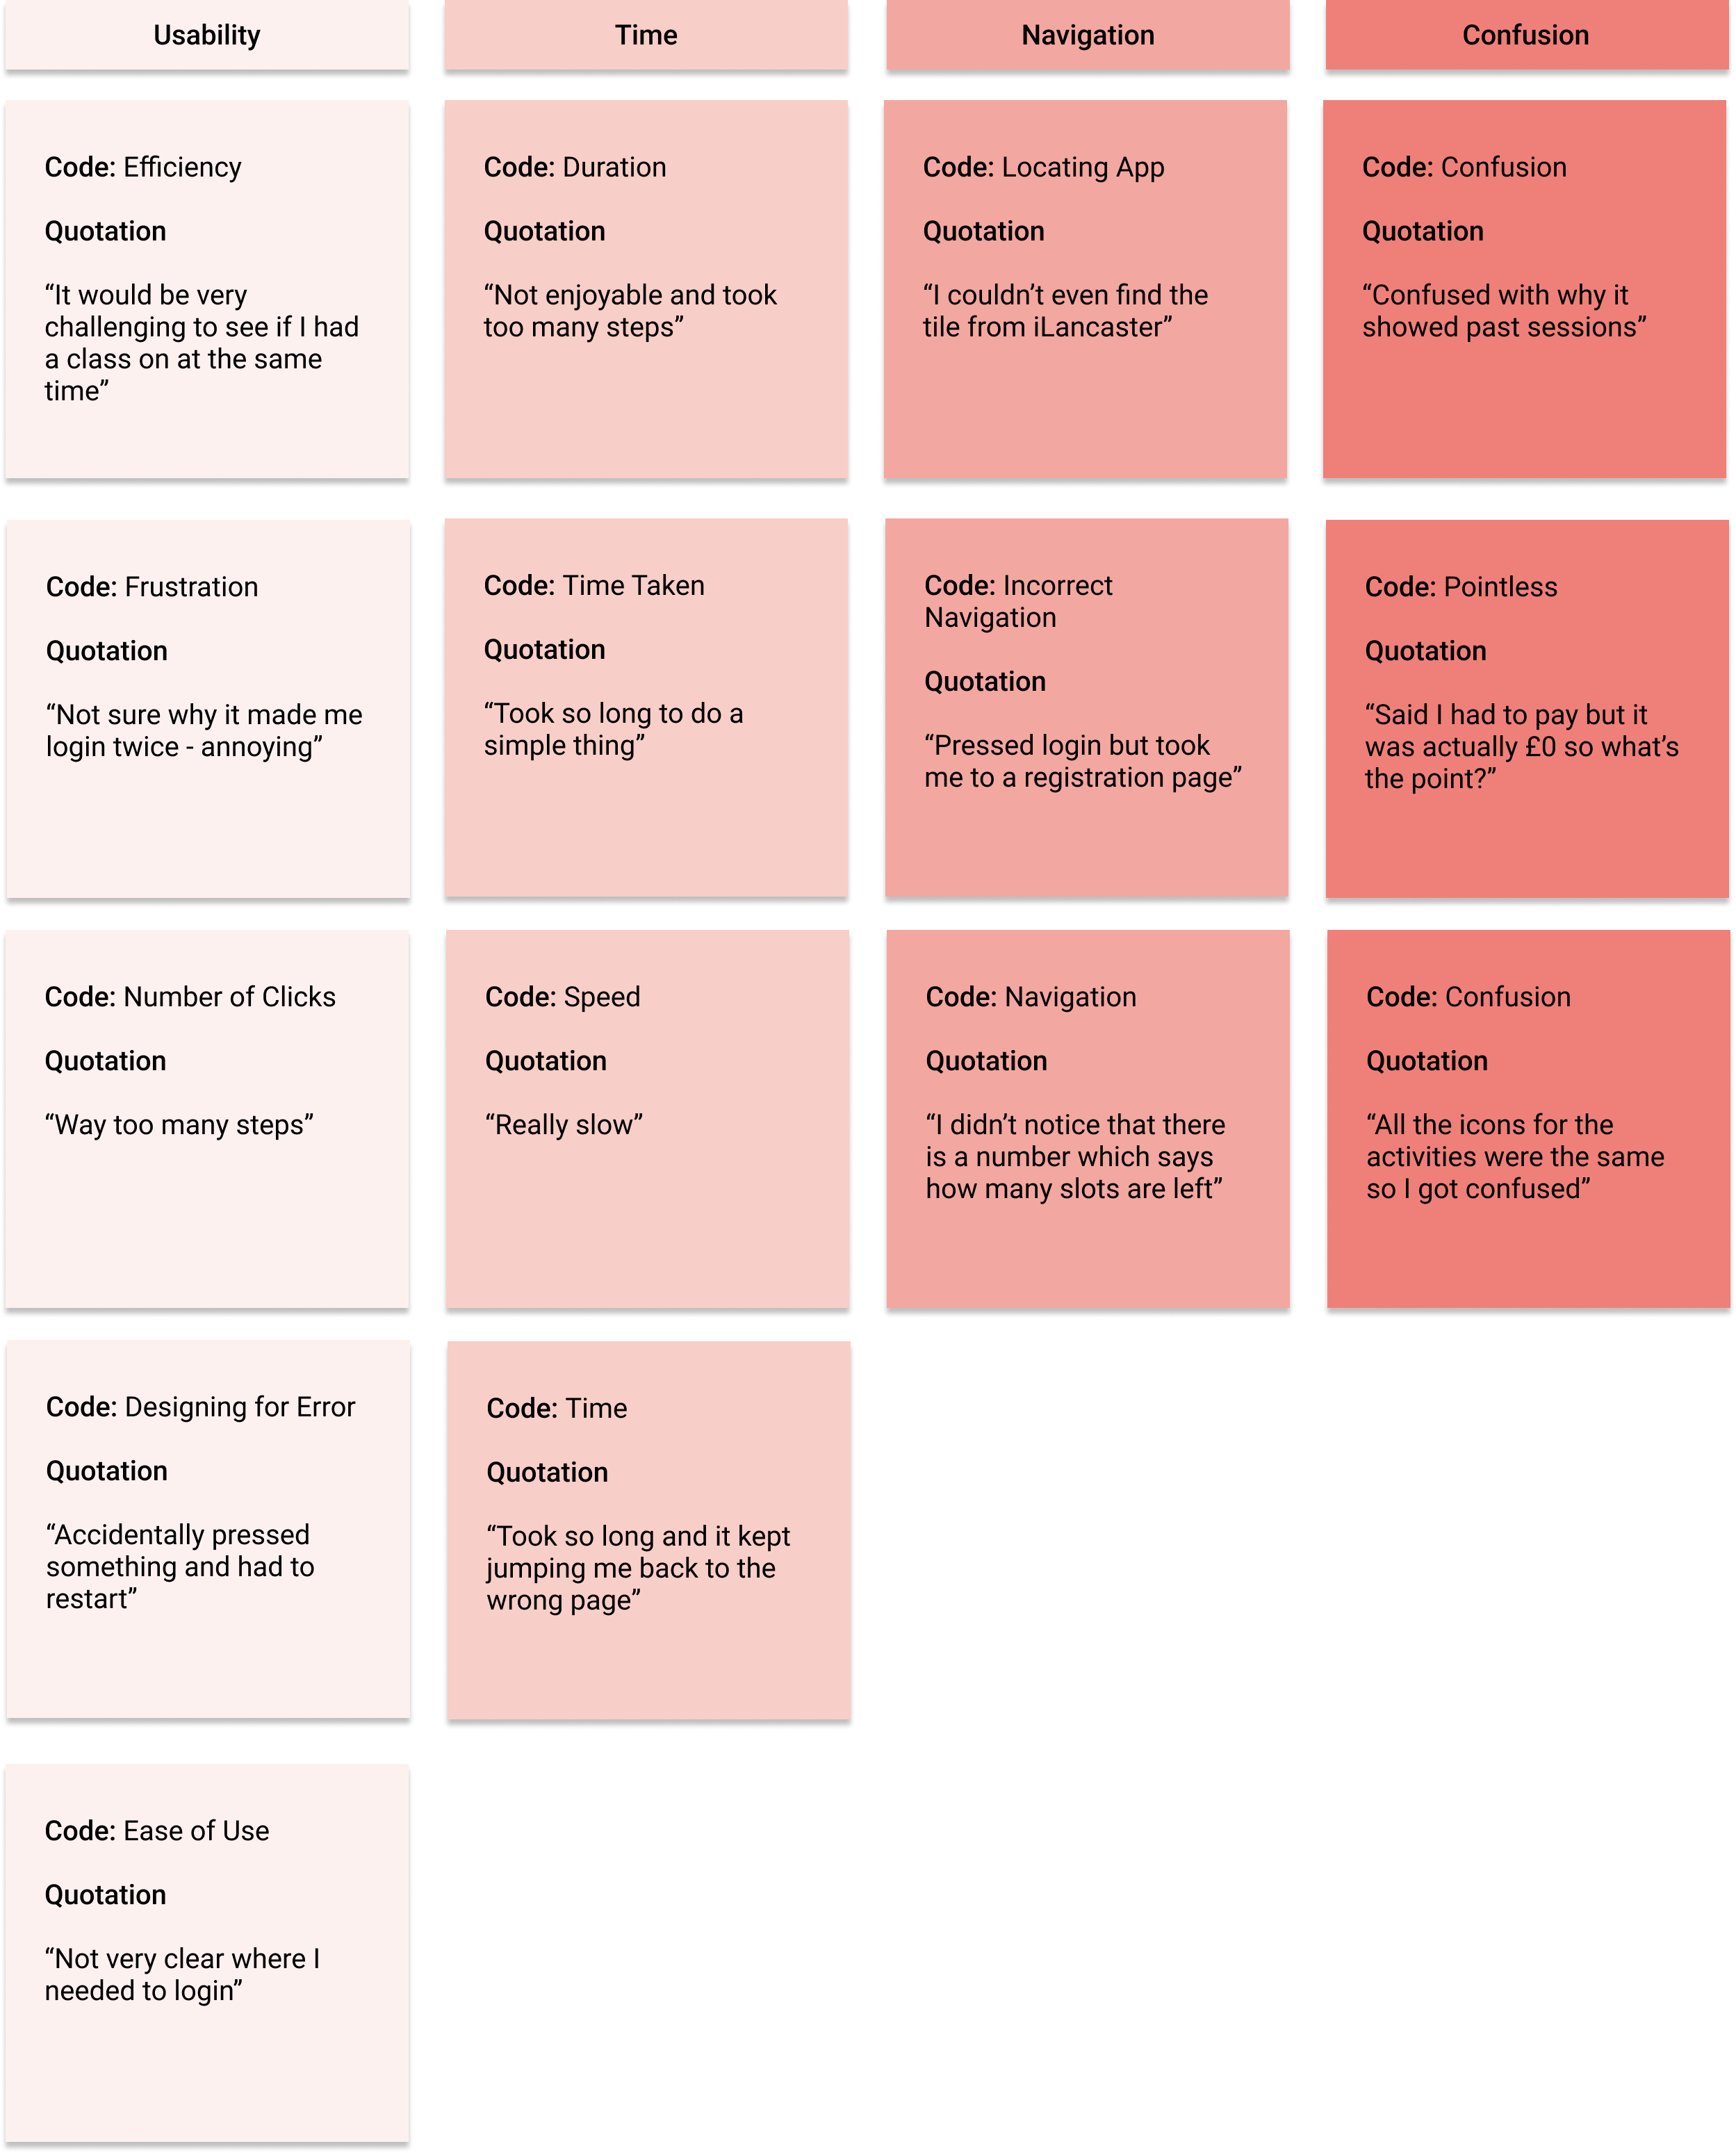 Usability
Time
Navigation
Confusion
Code: Efficiency
Quotation
“It would be very
challenging to see if I had
a class on at the same
time”
Code: Duration
Quotation
“Not enjoyable and took
too many steps”
Code: Locating App
Quotation
“I couldn’t even find the
tile from iLancaster”
Code: Confusion
Quotation
“Confused with why it
showed past sessions”
Code: Frustration
Quotation
“Not sure why it made me
login twice - annoying”
Code: Time Taken
Quotation
“Took so long to do a
simple thing”
Code: Incorrect
Navigation
Quotation
“Pressed login but took
me to a registration page”
Code: Pointless
Quotation
“Said I had to pay but it
was actually £0 so what’s
the point?”
Code: Number of Clicks
Quotation
“Way too many steps”
Code: Speed
Quotation
“Really slow”
Code: Navigation
Quotation
“I didn’t notice that there
is a number which says
how many slots are left”
Code: Confusion
Quotation
“All the icons for the
activities were the same
so I got confused”
Code: Designing for Error
Quotation
“Accidentally pressed
something and had to
restart”
Code: Time
Quotation
“Took so long and it kept
jumping me back to the
wrong page”
Code: Ease of Use
Quotation
“Not very clear where I
needed to login”